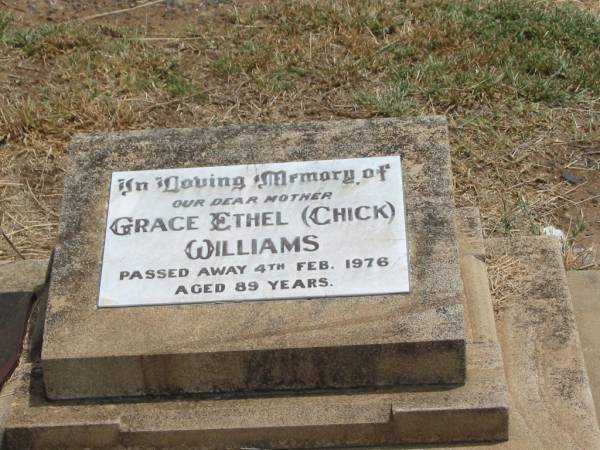 In Loving Memory of
OUR DEAR MOTHER
GRACE ETHEL (CHICK)
WILLIAMS
PASSED AWAY 4TH FEB. 1976
AGED 89 YEARS.